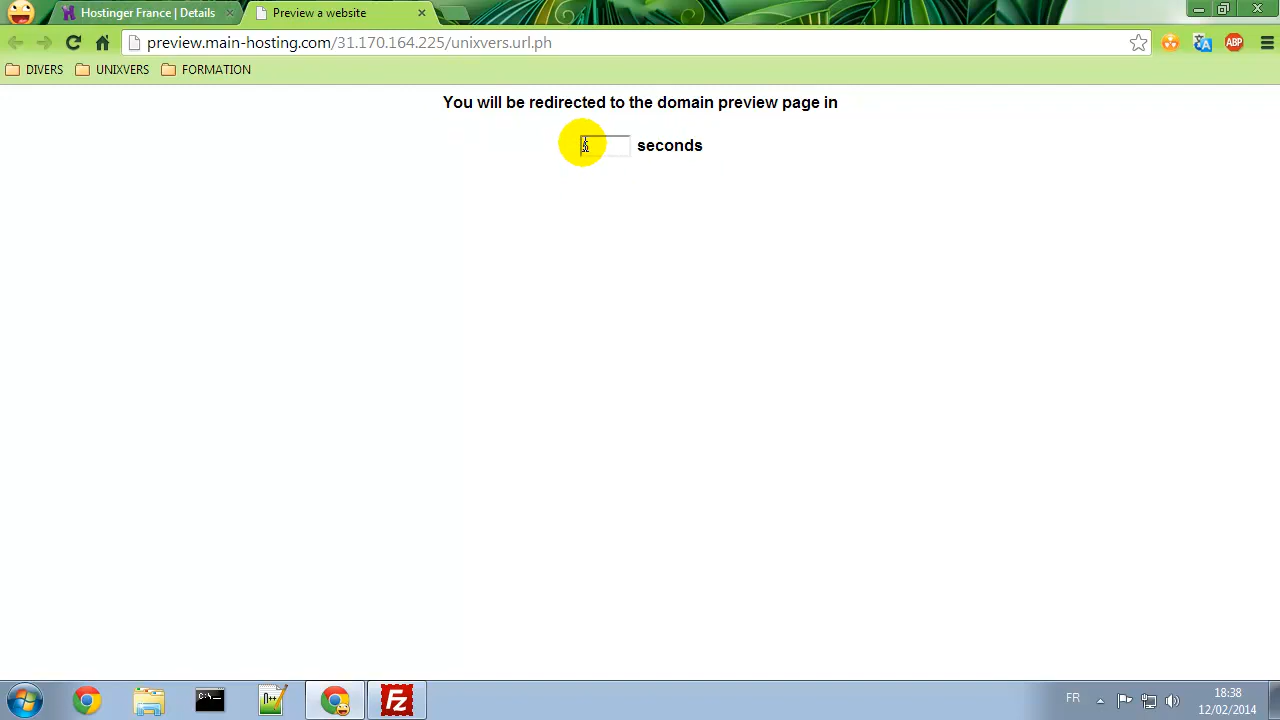 Hostinger France | Details
Preview a website
preview.main-hosting.com/31.170.164.225/unixvers.url.ph
ABP
DIVERS
UNIXVERS
FORMATION
You will be redirected to the domain preview page in
seconds
FR
18:38
12/02/2014